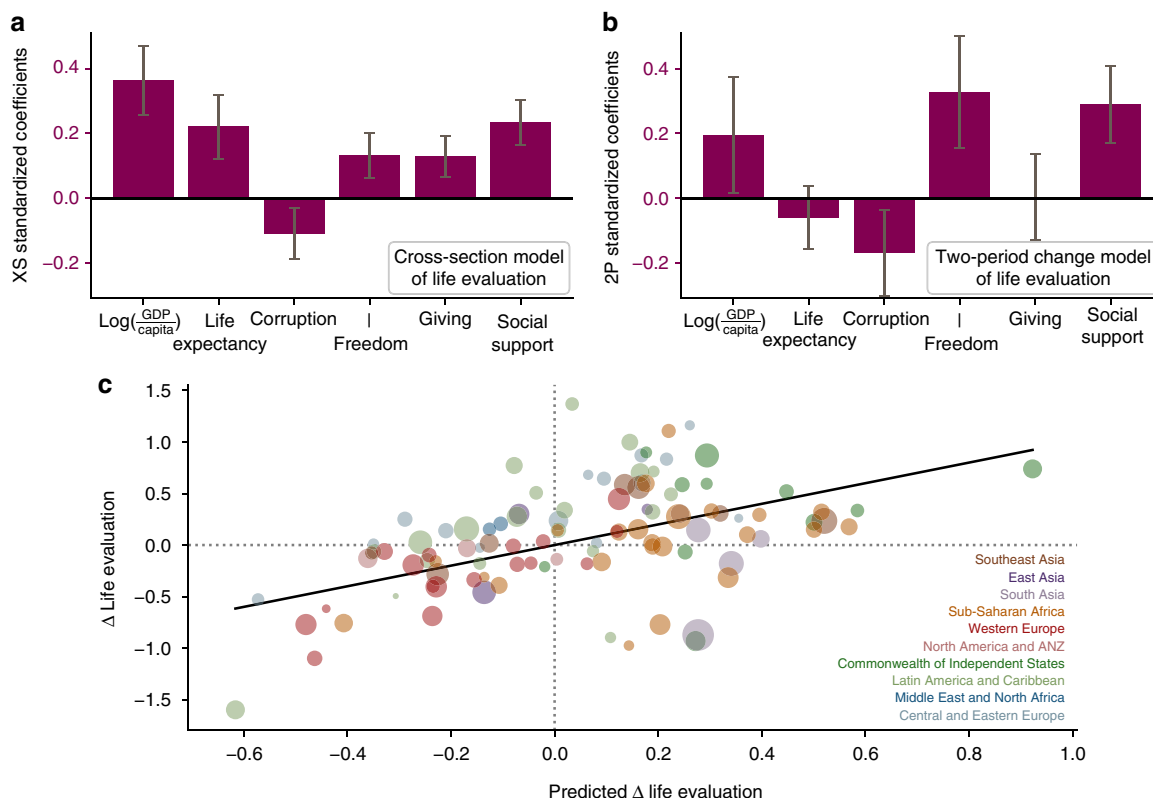 a
XS standardized coefficients
0.4
0.2
0.0
−0.2
Cross-section model
of life evaluation
Log(GDP/capita)
Life
expectancy
Corruption
Freedom
Giving
Social
support
b
2P standardized coefficients
0.4
0.2
0.0
−0.2
Two-period change model
of life evaluation
Log(GDP/capita)
Life
expectancy
Corruption
Freedom
Giving
Social
support
c
Δ Life evaluation
1.5
1.0
0.5
0.0
−0.5
−1.0
−1.5
Southeast Asia
East Asia
South Asia
Sub-Saharan Africa
Western Europe
North America and ANZ
Commonwealth of Independent States
Latin America and Caribbean
Middle East and North Africa
Central and Eastern Europe
−0.6 −0.4 −0.2 0.0 0.2 0.4 0.6 0.8 1.0
Predicted Δ life evaluation